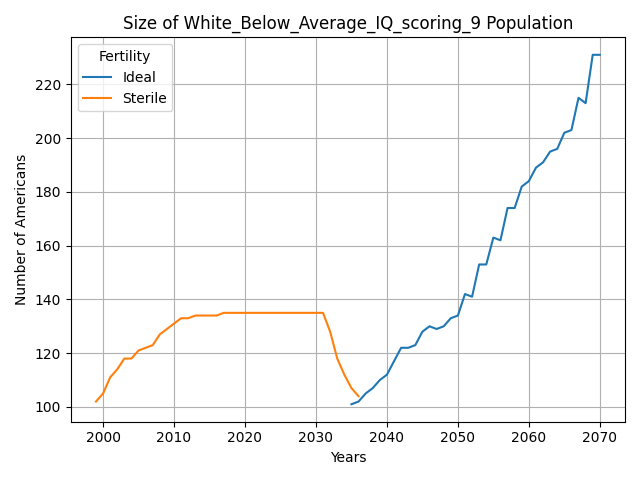 Size of White_Below_Average_IQ_scoring_9 Population
Fertility
Ideal
Sterile
Number of Americans
220
200
180
160
140
120
100
2000 2010 2020 2030 2040 2050 2060 2070
Years